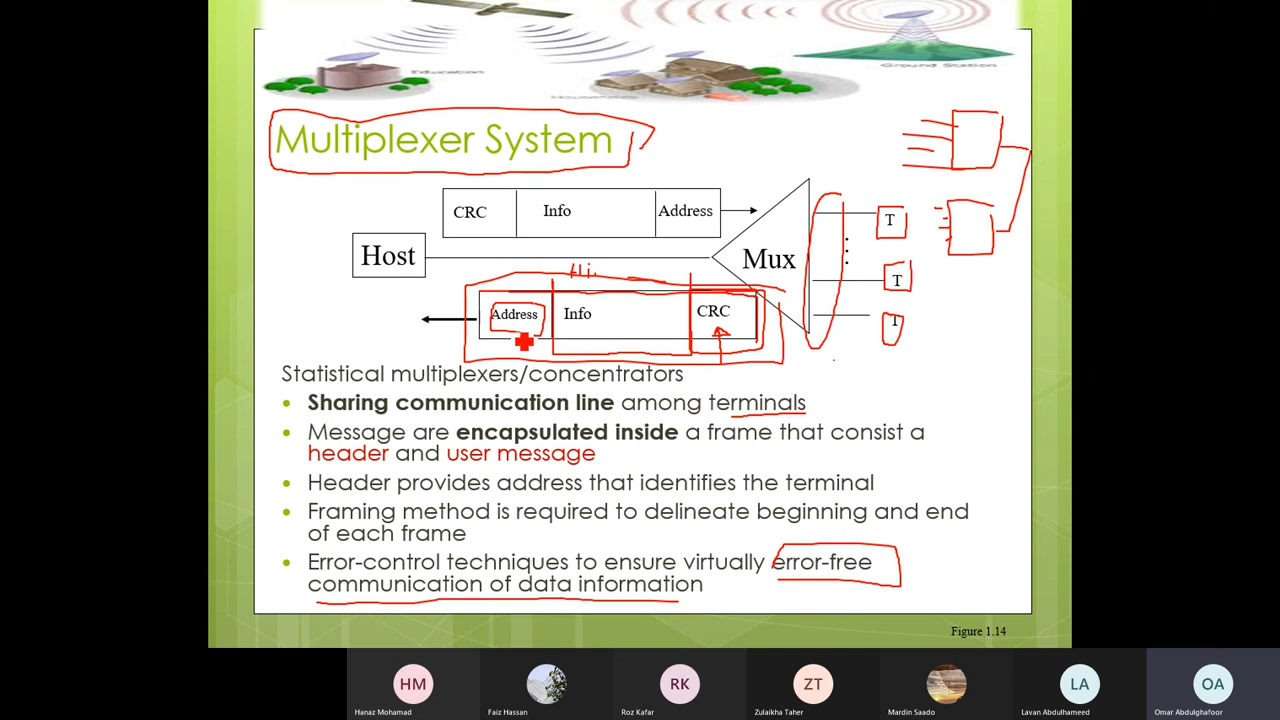 Education
Ground Station
Multiplexer System
CRC Info Address
T
Host
Mux
Hi.
T
Address Info CRC
T
Statistical multiplexers/concentrators
• Sharing communication line among terminals
• Message are encapsulated inside a frame that consist a
header and user message
• Header provides address that identifies the terminal
• Framing method is required to delineate beginning and end
of each frame
• Error-control techniques to ensure virtually error-free
communication of data information
Figure 1.14
HM RK ZT LA OA
Hanaz Mohamad Faiz Hassan Roz Kafar Zulaikha Taher Mardin Saado Lavan Abdulhameed Omar Abdulghafoor